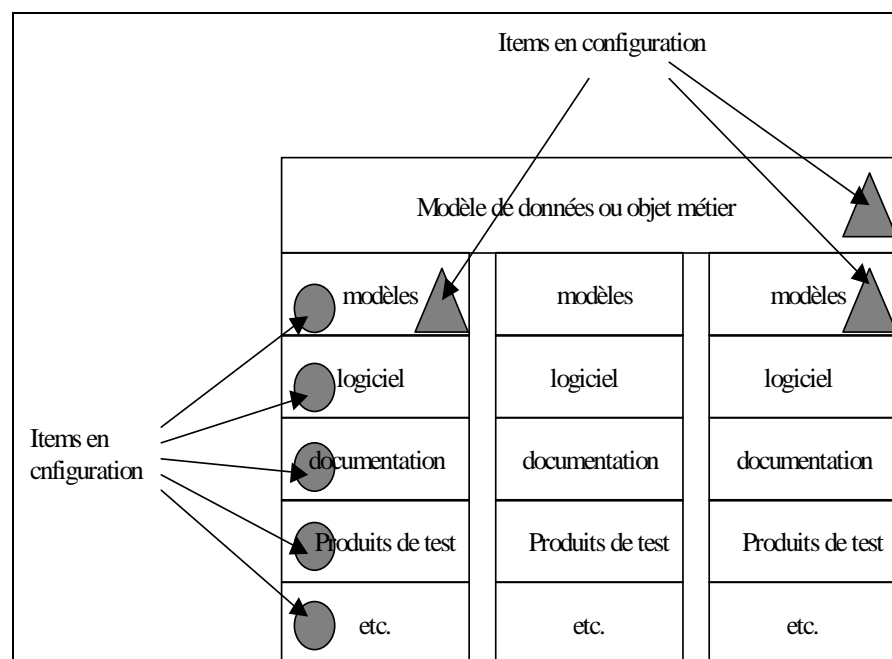 Items en configuration
Modèle de données ou objet métier
modèles modèles modèles
logiciel logiciel logiciel
Items en
cnfiguration
documentation documentation documentation
Produits de test Produits de test Produits de test
etc. etc. etc.